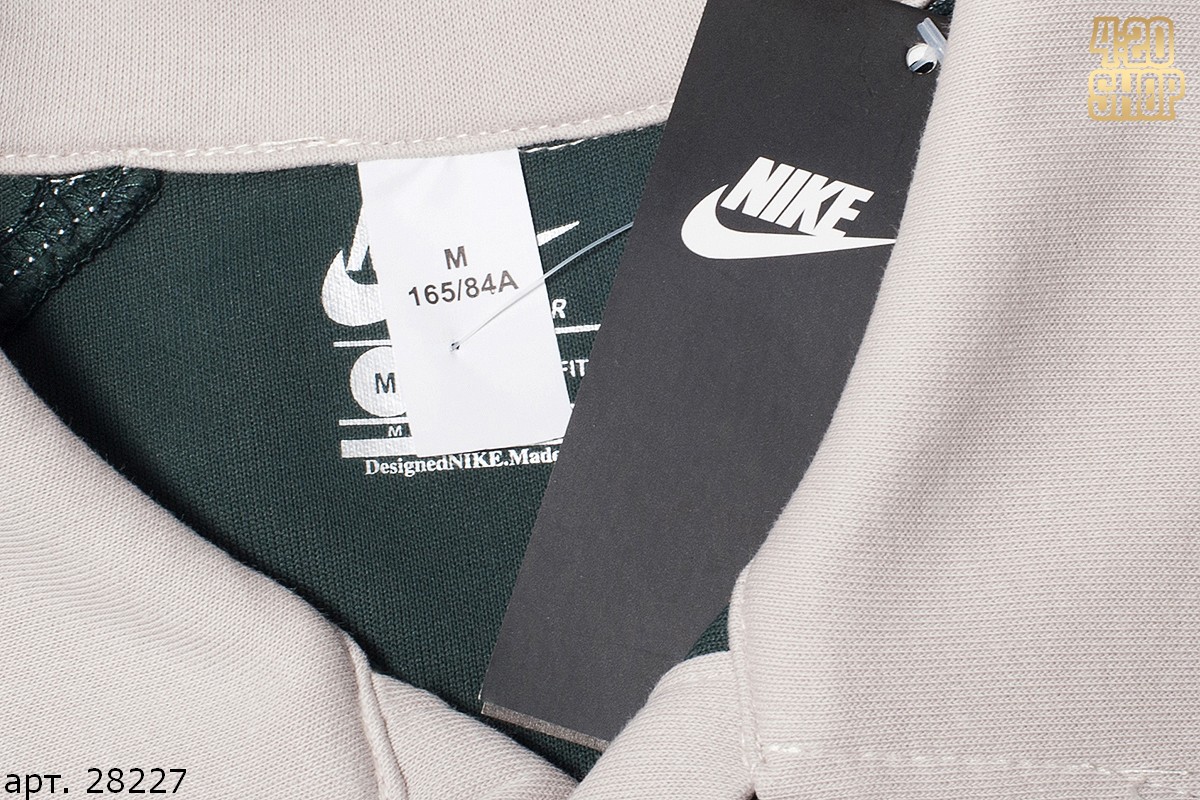 420
SHOP
NIKE
M
165/84A
R
FIT
M
M
DesignedNIKE.Made
арт. 28227